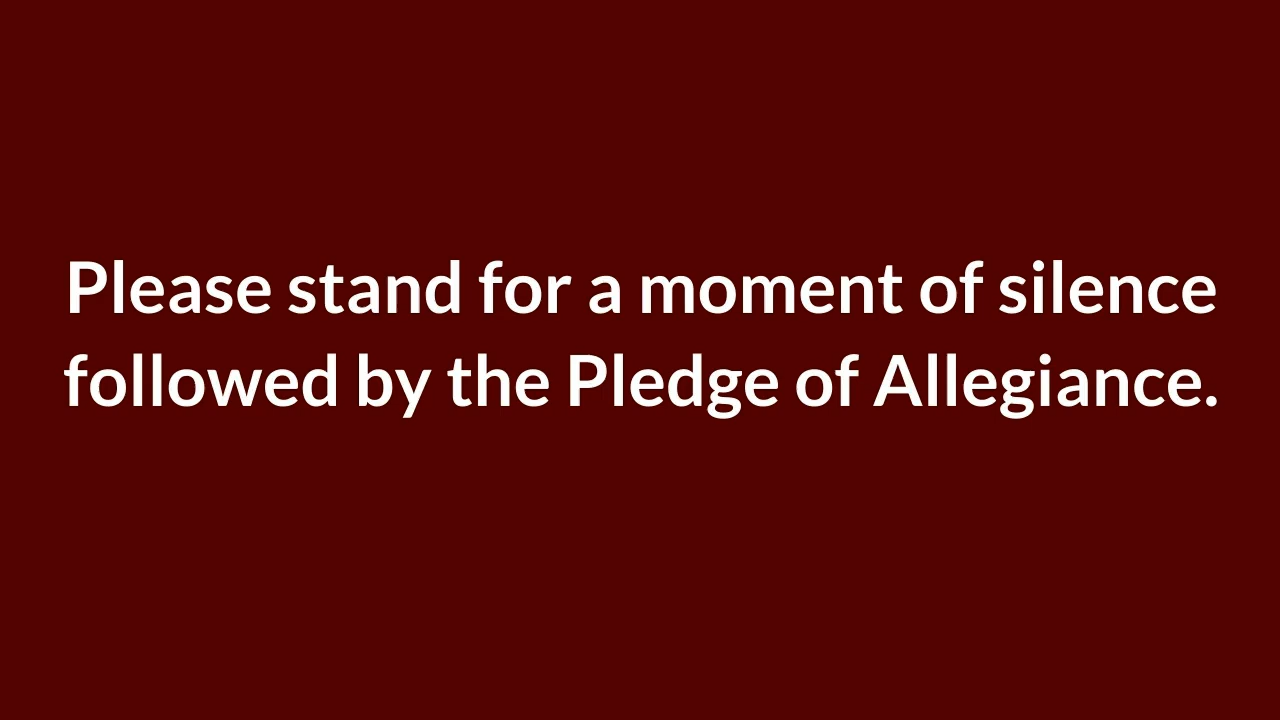 Please stand for a moment of silence
followed by the Pledge of Allegiance.